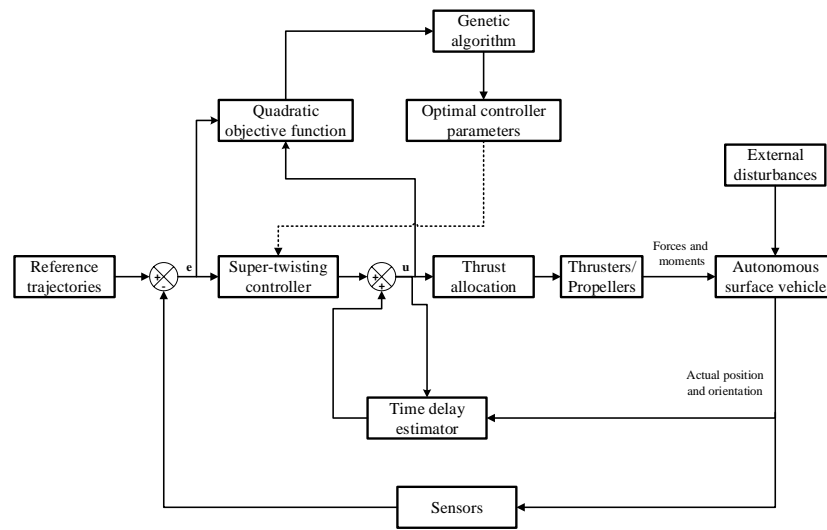 Genetic
algorithm
Quadratic
objective function
Optimal controller
parameters
External
disturbances
Reference
trajectories
+
-
e
Super-twisting
controller
+
+
u
Thrust
allocation
Thrusters/
Propellers
Forces and
moments
Autonomous
surface vehicle
Actual position
and orientation
Time delay
estimator
Sensors